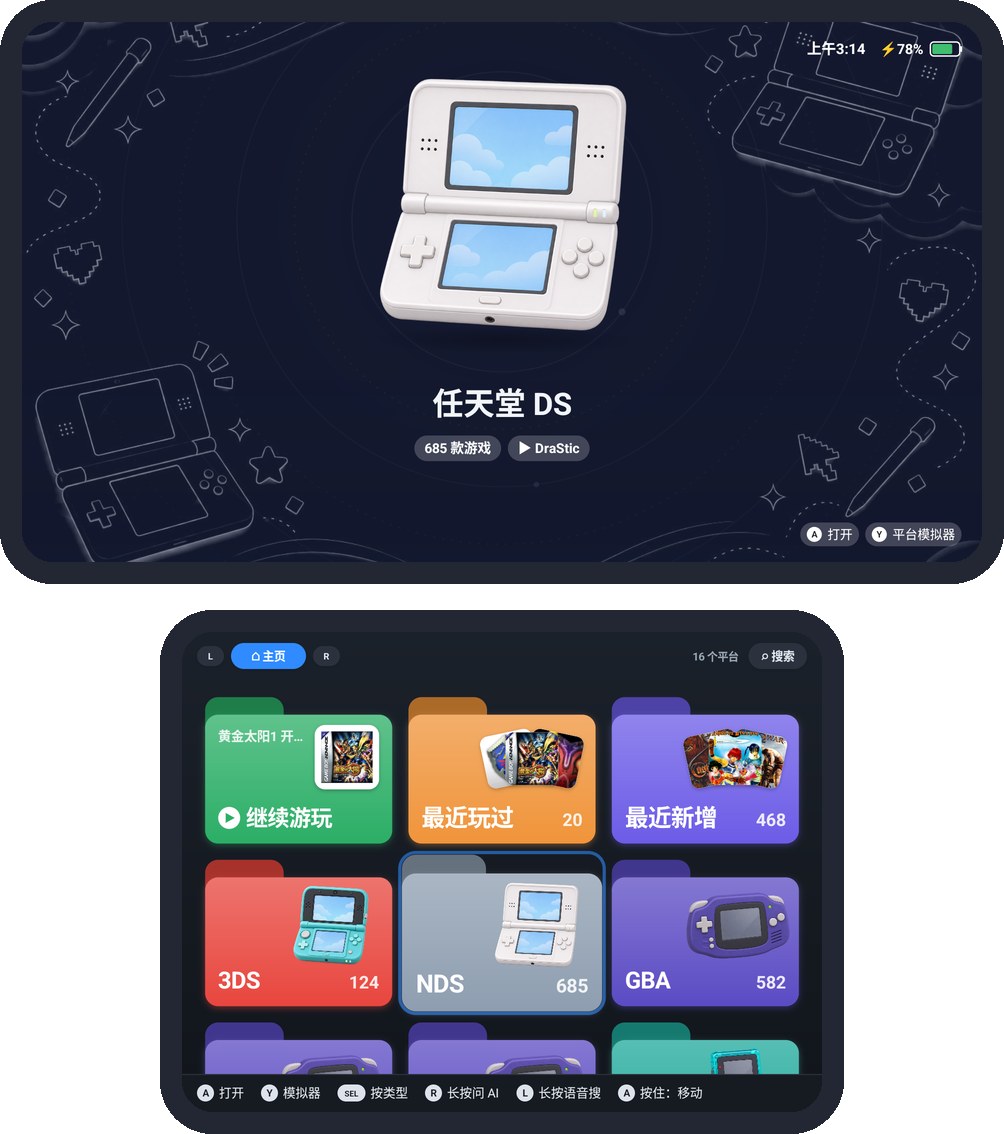 上午3:14 ⚡78%
任天堂 DS
685 款游戏 ▶ DraStic
A 打开 Y 平台模拟器
L 主页 R 16 个平台 搜索
黄金太阳1 开...
继续游玩
最近玩过 20
最近新增 468
3DS 124
NDS 685
GBA 582
A 打开 Y 模拟器 SEL 按类型 R 长按问 AI L 长按语音搜 A 按住：移动